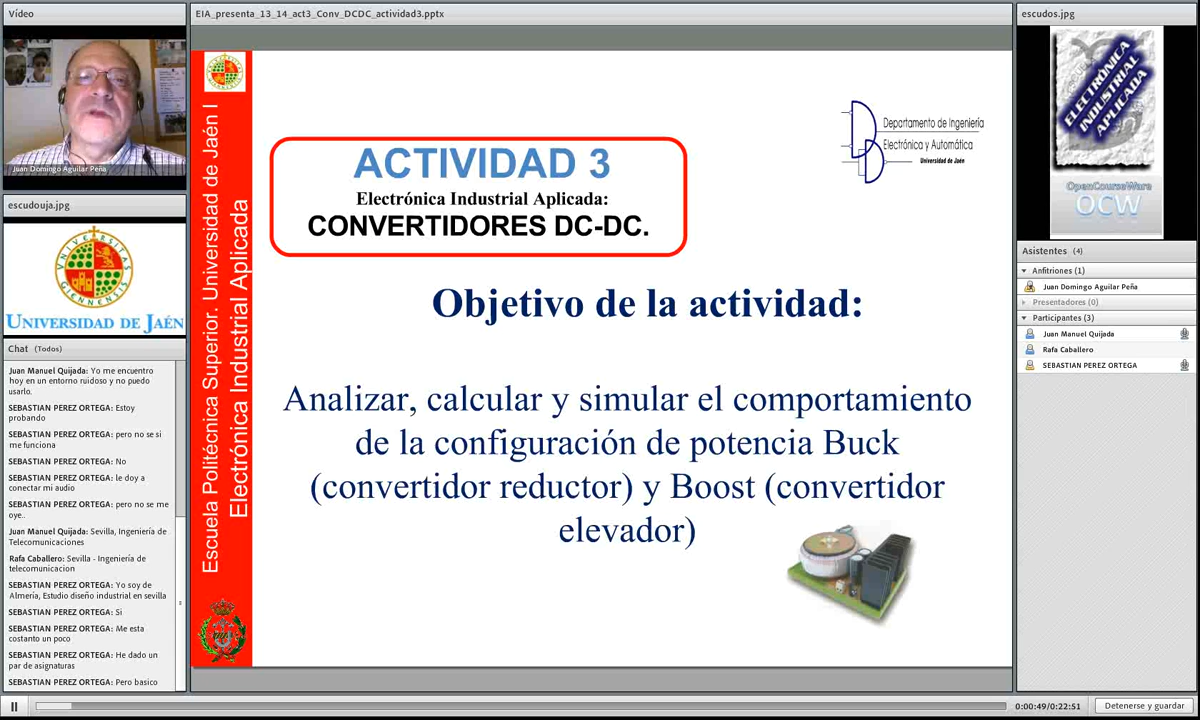 Vídeo
Juan Domingo Aguilar Peña
escudouja.jpg
UNIVERSITAS GIENNENSIS
UNIVERSIDAD DE JAÉN
Chat (Todos)
Juan Manuel Quijada: Yo me encuentro
hoy en un entorno ruidoso y no puedo
usarlo.
SEBASTIAN PEREZ ORTEGA: Estoy
probando
SEBASTIAN PEREZ ORTEGA: pero no se si
me funciona
SEBASTIAN PEREZ ORTEGA: No
SEBASTIAN PEREZ ORTEGA: le doy a
conectar mi audio
SEBASTIAN PEREZ ORTEGA: pero no se me
oye..
Juan Manuel Quijada: Sevilla, Ingeniería de
Telecomunicaciones
Rafa Caballero: Sevilla - Ingeniería de
telecomunicacion
SEBASTIAN PEREZ ORTEGA: Yo soy de
Almería, Estudio diseño industrial en sevilla
SEBASTIAN PEREZ ORTEGA: Si
SEBASTIAN PEREZ ORTEGA: Me esta
costanto un poco
SEBASTIAN PEREZ ORTEGA: He dado un
par de asignaturas
SEBASTIAN PEREZ ORTEGA: Pero basico
EIA_presenta_13_14_act3_Conv_DCDC_actividad3.pptx
Escuela Politécnica Superior. Universidad de Jaén I
Electrónica Industrial Aplicada
Departamento de Ingeniería
Electrónica y Automática
Universidad de Jaén
ACTIVIDAD 3
Electrónica Industrial Aplicada:
CONVERTIDORES DC-DC.
Objetivo de la actividad:
Analizar, calcular y simular el comportamiento
de la configuración de potencia Buck
(convertidor reductor) y Boost (convertidor
elevador)
escudos.jpg
ELECTRÓNICA
INDUSTRIAL
APLICADA
OpenCourseWare
OCW
Asistentes (4)
Anfitriones (1)
Juan Domingo Aguilar Peña
Presentadores (0)
Participantes (3)
Juan Manuel Quijada
Rafa Caballero
SEBASTIAN PEREZ ORTEGA
0:00:49/0:22:51
Detenerse y guardar